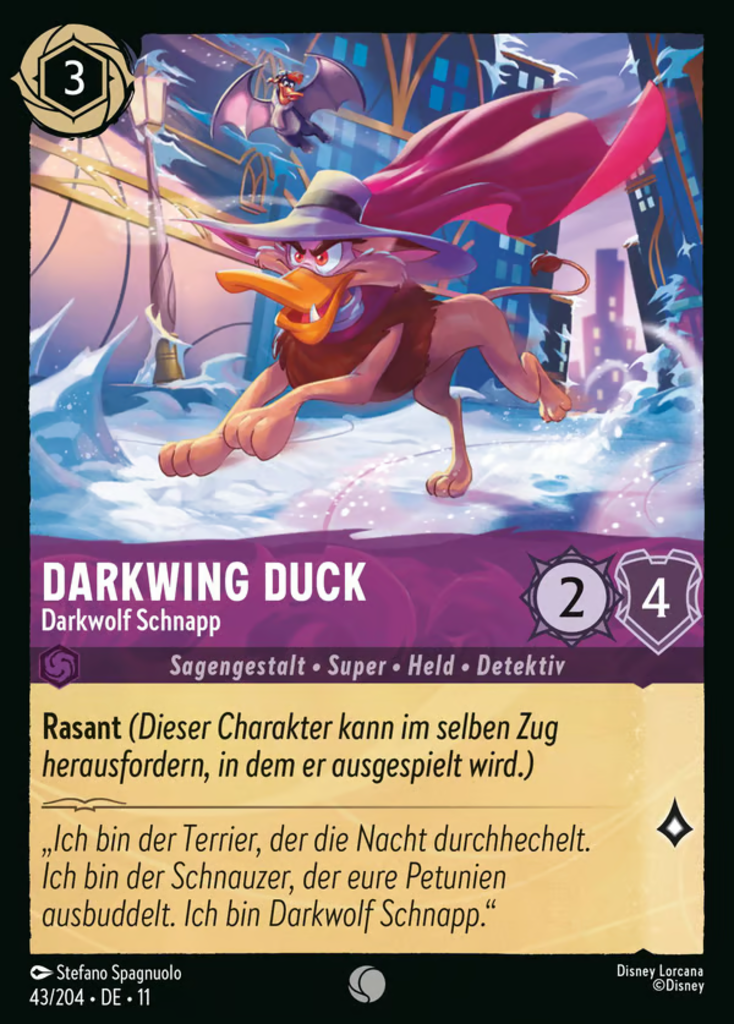 3
DARKWING DUCK
Darkwolf Schnapp
2
4
Sagengestalt • Super • Held • Detektiv
Rasant (Dieser Charakter kann im selben Zug
herausfordern, in dem er ausgespielt wird.)
„Ich bin der Terrier, der die Nacht durchhechelt.
Ich bin der Schnauzer, der eure Petunien
ausbuddelt. Ich bin Darkwolf Schnapp.“
Stefano Spagnuolo
43/204 • DE • 11
Disney Lorcana
©Disney